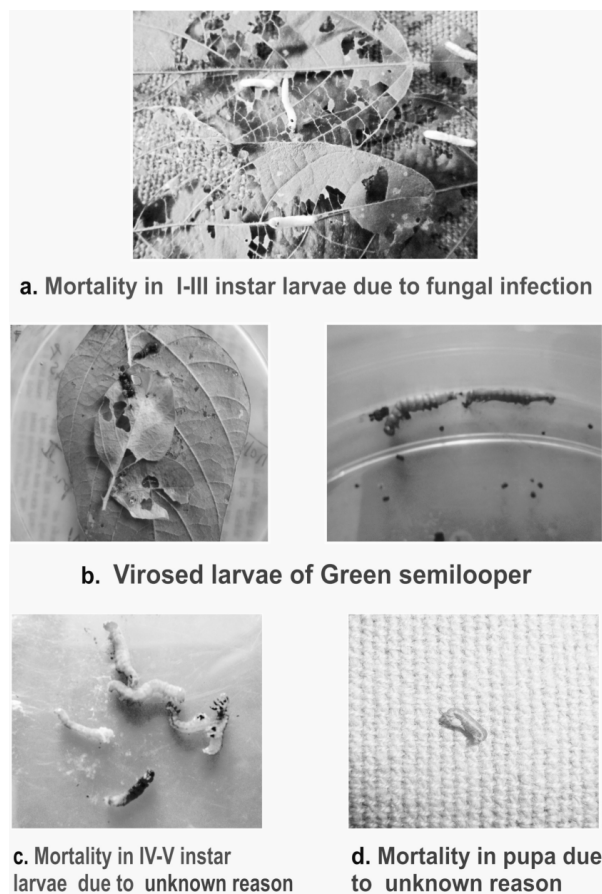 a. Mortality in I-III instar larvae due to fungal infection
b. Virosed larvae of Green semilooper
c. Mortality in IV-V instar
larvae due to unknown reason
d. Mortality in pupa due
to unknown reason